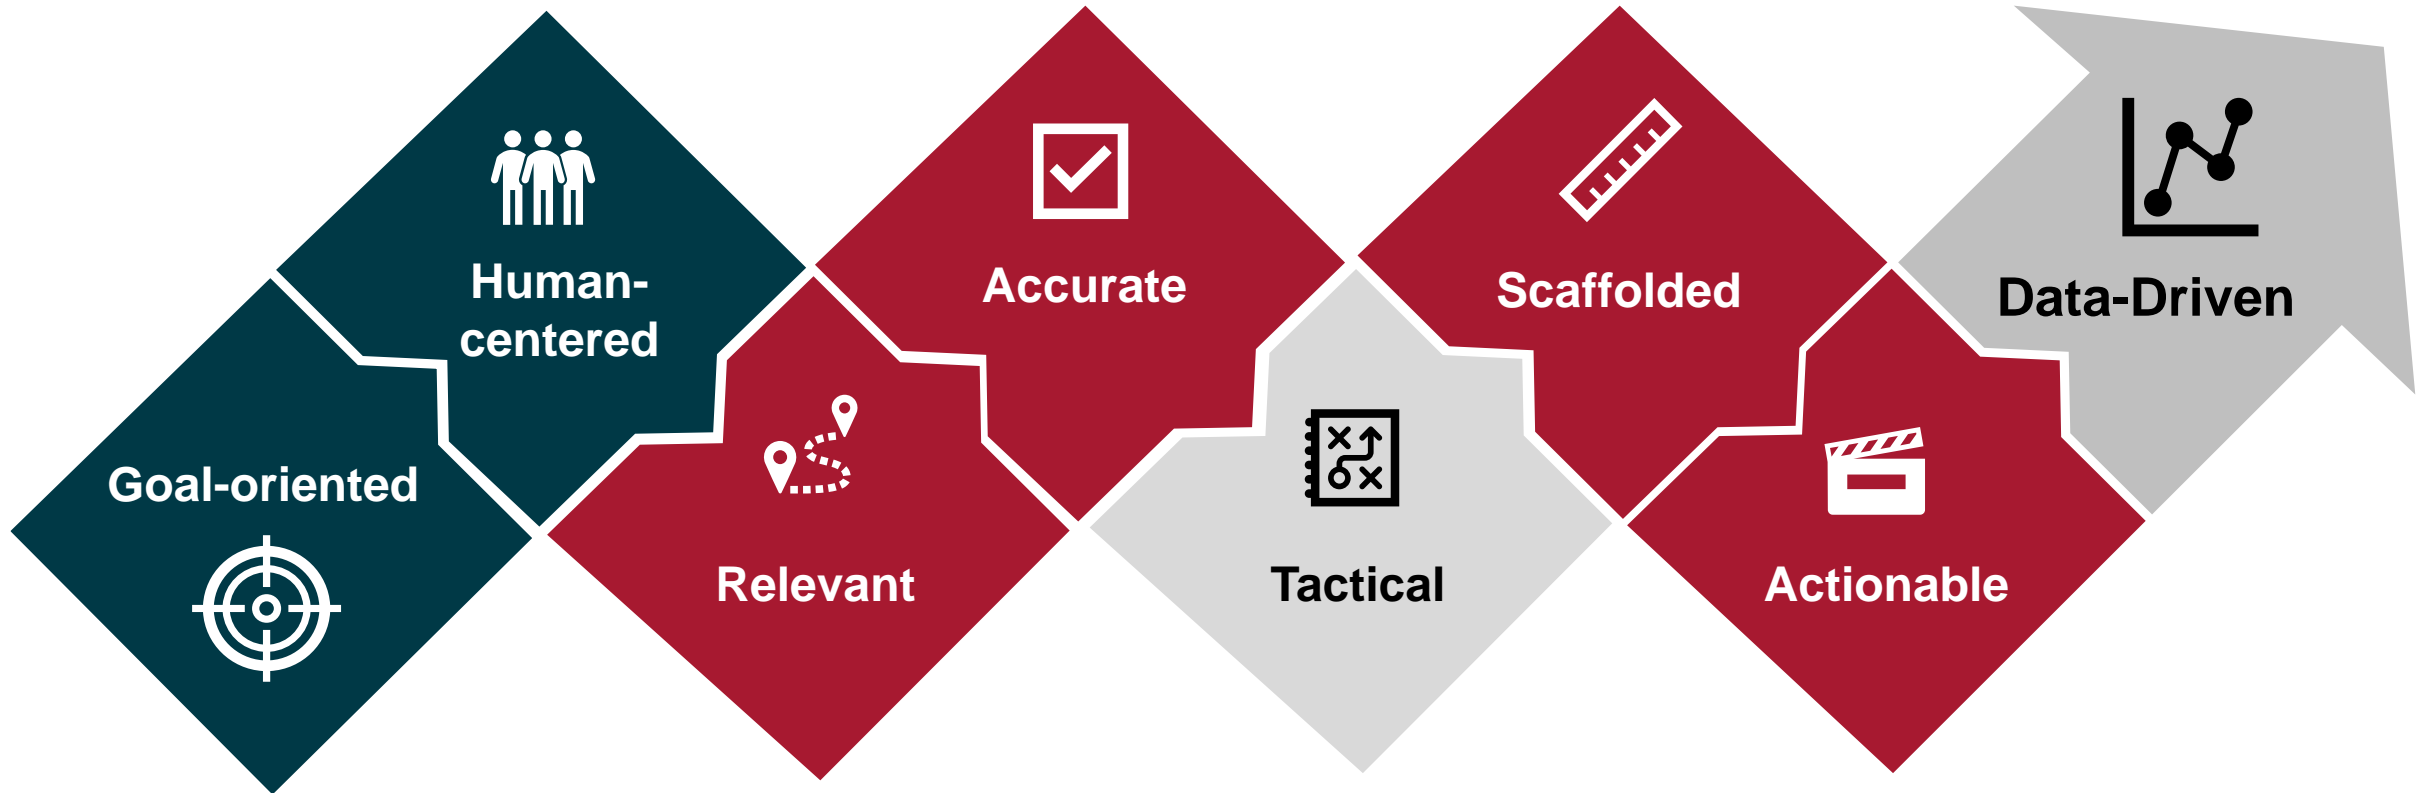 Goal-oriented
Human-
centered
Relevant
Accurate
Tactical
Scaffolded
Actionable
Data-Driven